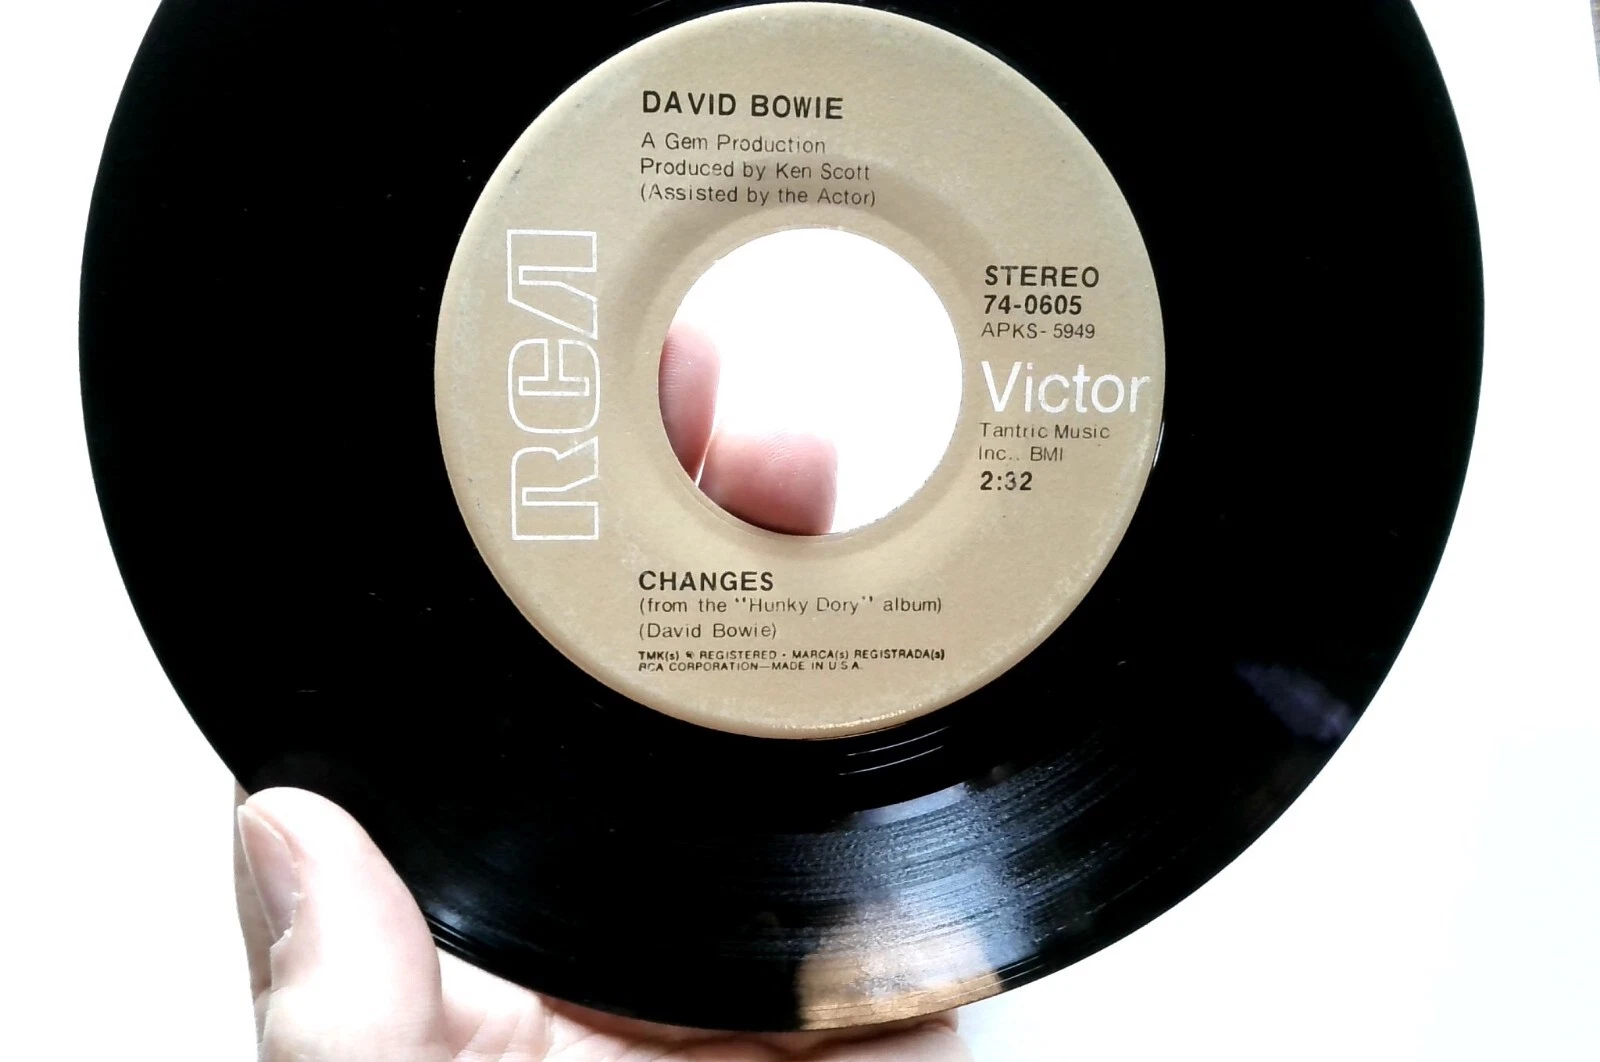 DAVID BOWIE
A Gem Production
Produced by Ken Scott
(Assisted by the Actor)
RCA
STEREO
74-0605
APKS-5949
Victor
Tantric Music
Inc., BMI
2:32
CHANGES
(from the "Hunky Dory" album)
(David Bowie)
TMK(s) ® REGISTERED • MARCA(s) REGISTRADA(s)
RCA CORPORATION—MADE IN U.S.A.